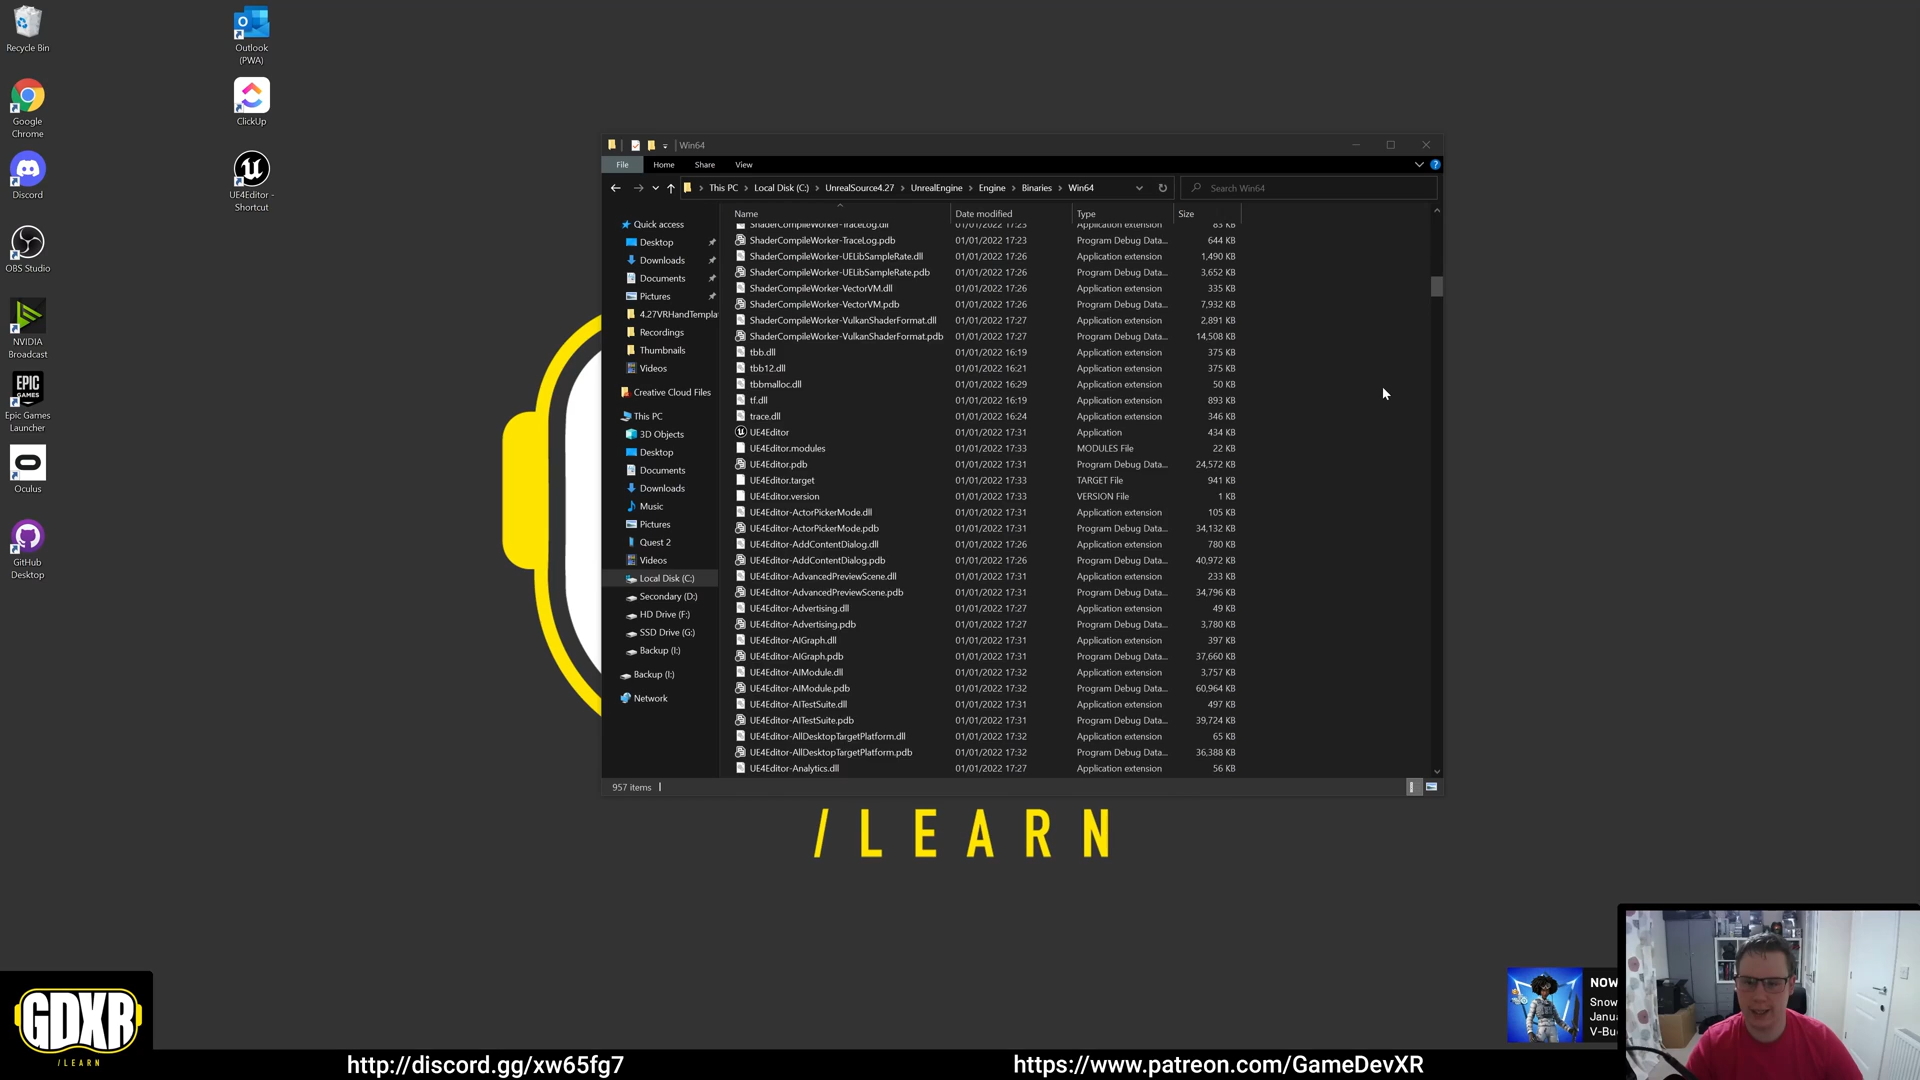 Recycle Bin
Outlook
(PWA)
Google
Chrome
ClickUp
Discord
UE4Editor -
Shortcut
OBS Studio
NVIDIA
Broadcast
EPIC
GAMES
Epic Games
Launcher
Oculus
GitHub
Desktop
Win64
File Home Share View
This PC > Local Disk (C:) > UnrealSource4.27 > UnrealEngine > Engine > Binaries > Win64
Search Win64
Quick access
Desktop
Downloads
Documents
Pictures
4.27VRHandTempla
Recordings
Thumbnails
Videos
Creative Cloud Files
This PC
3D Objects
Desktop
Documents
Downloads
Music
Pictures
Quest 2
Videos
Local Disk (C:)
Secondary (D:)
HD Drive (F:)
SSD Drive (G:)
Backup (I:)
Backup (I:)
Network
Name Date modified Type Size
ShaderCompileWorker-TraceLog.dll 01/01/2022 17:23 Application extension 83 KB
ShaderCompileWorker-TraceLog.pdb 01/01/2022 17:23 Program Debug Data... 644 KB
ShaderCompileWorker-UELibSampleRate.dll 01/01/2022 17:26 Application extension 1,490 KB
ShaderCompileWorker-UELibSampleRate.pdb 01/01/2022 17:26 Program Debug Data... 3,652 KB
ShaderCompileWorker-VectorVM.dll 01/01/2022 17:26 Application extension 335 KB
ShaderCompileWorker-VectorVM.pdb 01/01/2022 17:26 Program Debug Data... 7,932 KB
ShaderCompileWorker-VulkanShaderFormat.dll 01/01/2022 17:27 Application extension 2,891 KB
ShaderCompileWorker-VulkanShaderFormat.pdb 01/01/2022 17:27 Program Debug Data... 14,508 KB
tbb.dll 01/01/2022 16:19 Application extension 375 KB
tbb12.dll 01/01/2022 16:21 Application extension 375 KB
tbbmalloc.dll 01/01/2022 16:29 Application extension 50 KB
tf.dll 01/01/2022 16:19 Application extension 893 KB
trace.dll 01/01/2022 16:24 Application extension 346 KB
UE4Editor 01/01/2022 17:31 Application 434 KB
UE4Editor.modules 01/01/2022 17:33 MODULES File 22 KB
UE4Editor.pdb 01/01/2022 17:31 Program Debug Data... 24,572 KB
UE4Editor.target 01/01/2022 17:33 TARGET File 941 KB
UE4Editor.version 01/01/2022 17:33 VERSION File 1 KB
UE4Editor-ActorPickerMode.dll 01/01/2022 17:31 Application extension 105 KB
UE4Editor-ActorPickerMode.pdb 01/01/2022 17:31 Program Debug Data... 34,132 KB
UE4Editor-AddContentDialog.dll 01/01/2022 17:26 Application extension 780 KB
UE4Editor-AddContentDialog.pdb 01/01/2022 17:26 Program Debug Data... 40,972 KB
UE4Editor-AdvancedPreviewScene.dll 01/01/2022 17:31 Application extension 233 KB
UE4Editor-AdvancedPreviewScene.pdb 01/01/2022 17:31 Program Debug Data... 34,796 KB
UE4Editor-Advertising.dll 01/01/2022 17:27 Application extension 49 KB
UE4Editor-Advertising.pdb 01/01/2022 17:27 Program Debug Data... 3,780 KB
UE4Editor-AIGraph.dll 01/01/2022 17:31 Application extension 397 KB
UE4Editor-AIGraph.pdb 01/01/2022 17:31 Program Debug Data... 37,660 KB
UE4Editor-AIModule.dll 01/01/2022 17:32 Application extension 3,757 KB
UE4Editor-AIModule.pdb 01/01/2022 17:32 Program Debug Data... 60,964 KB
UE4Editor-AITestSuite.dll 01/01/2022 17:31 Application extension 497 KB
UE4Editor-AITestSuite.pdb 01/01/2022 17:31 Program Debug Data... 39,724 KB
UE4Editor-AllDesktopTargetPlatform.dll 01/01/2022 17:32 Application extension 65 KB
UE4Editor-AllDesktopTargetPlatform.pdb 01/01/2022 17:32 Program Debug Data... 36,388 KB
UE4Editor-Analytics.dll 01/01/2022 17:27 Application extension 56 KB
957 items
/LEARN
GDXR
/LEARN
http://discord.gg/xw65fg7
https://www.patreon.com/GameDevXR
NOW
Snow
Janua
V-Bu